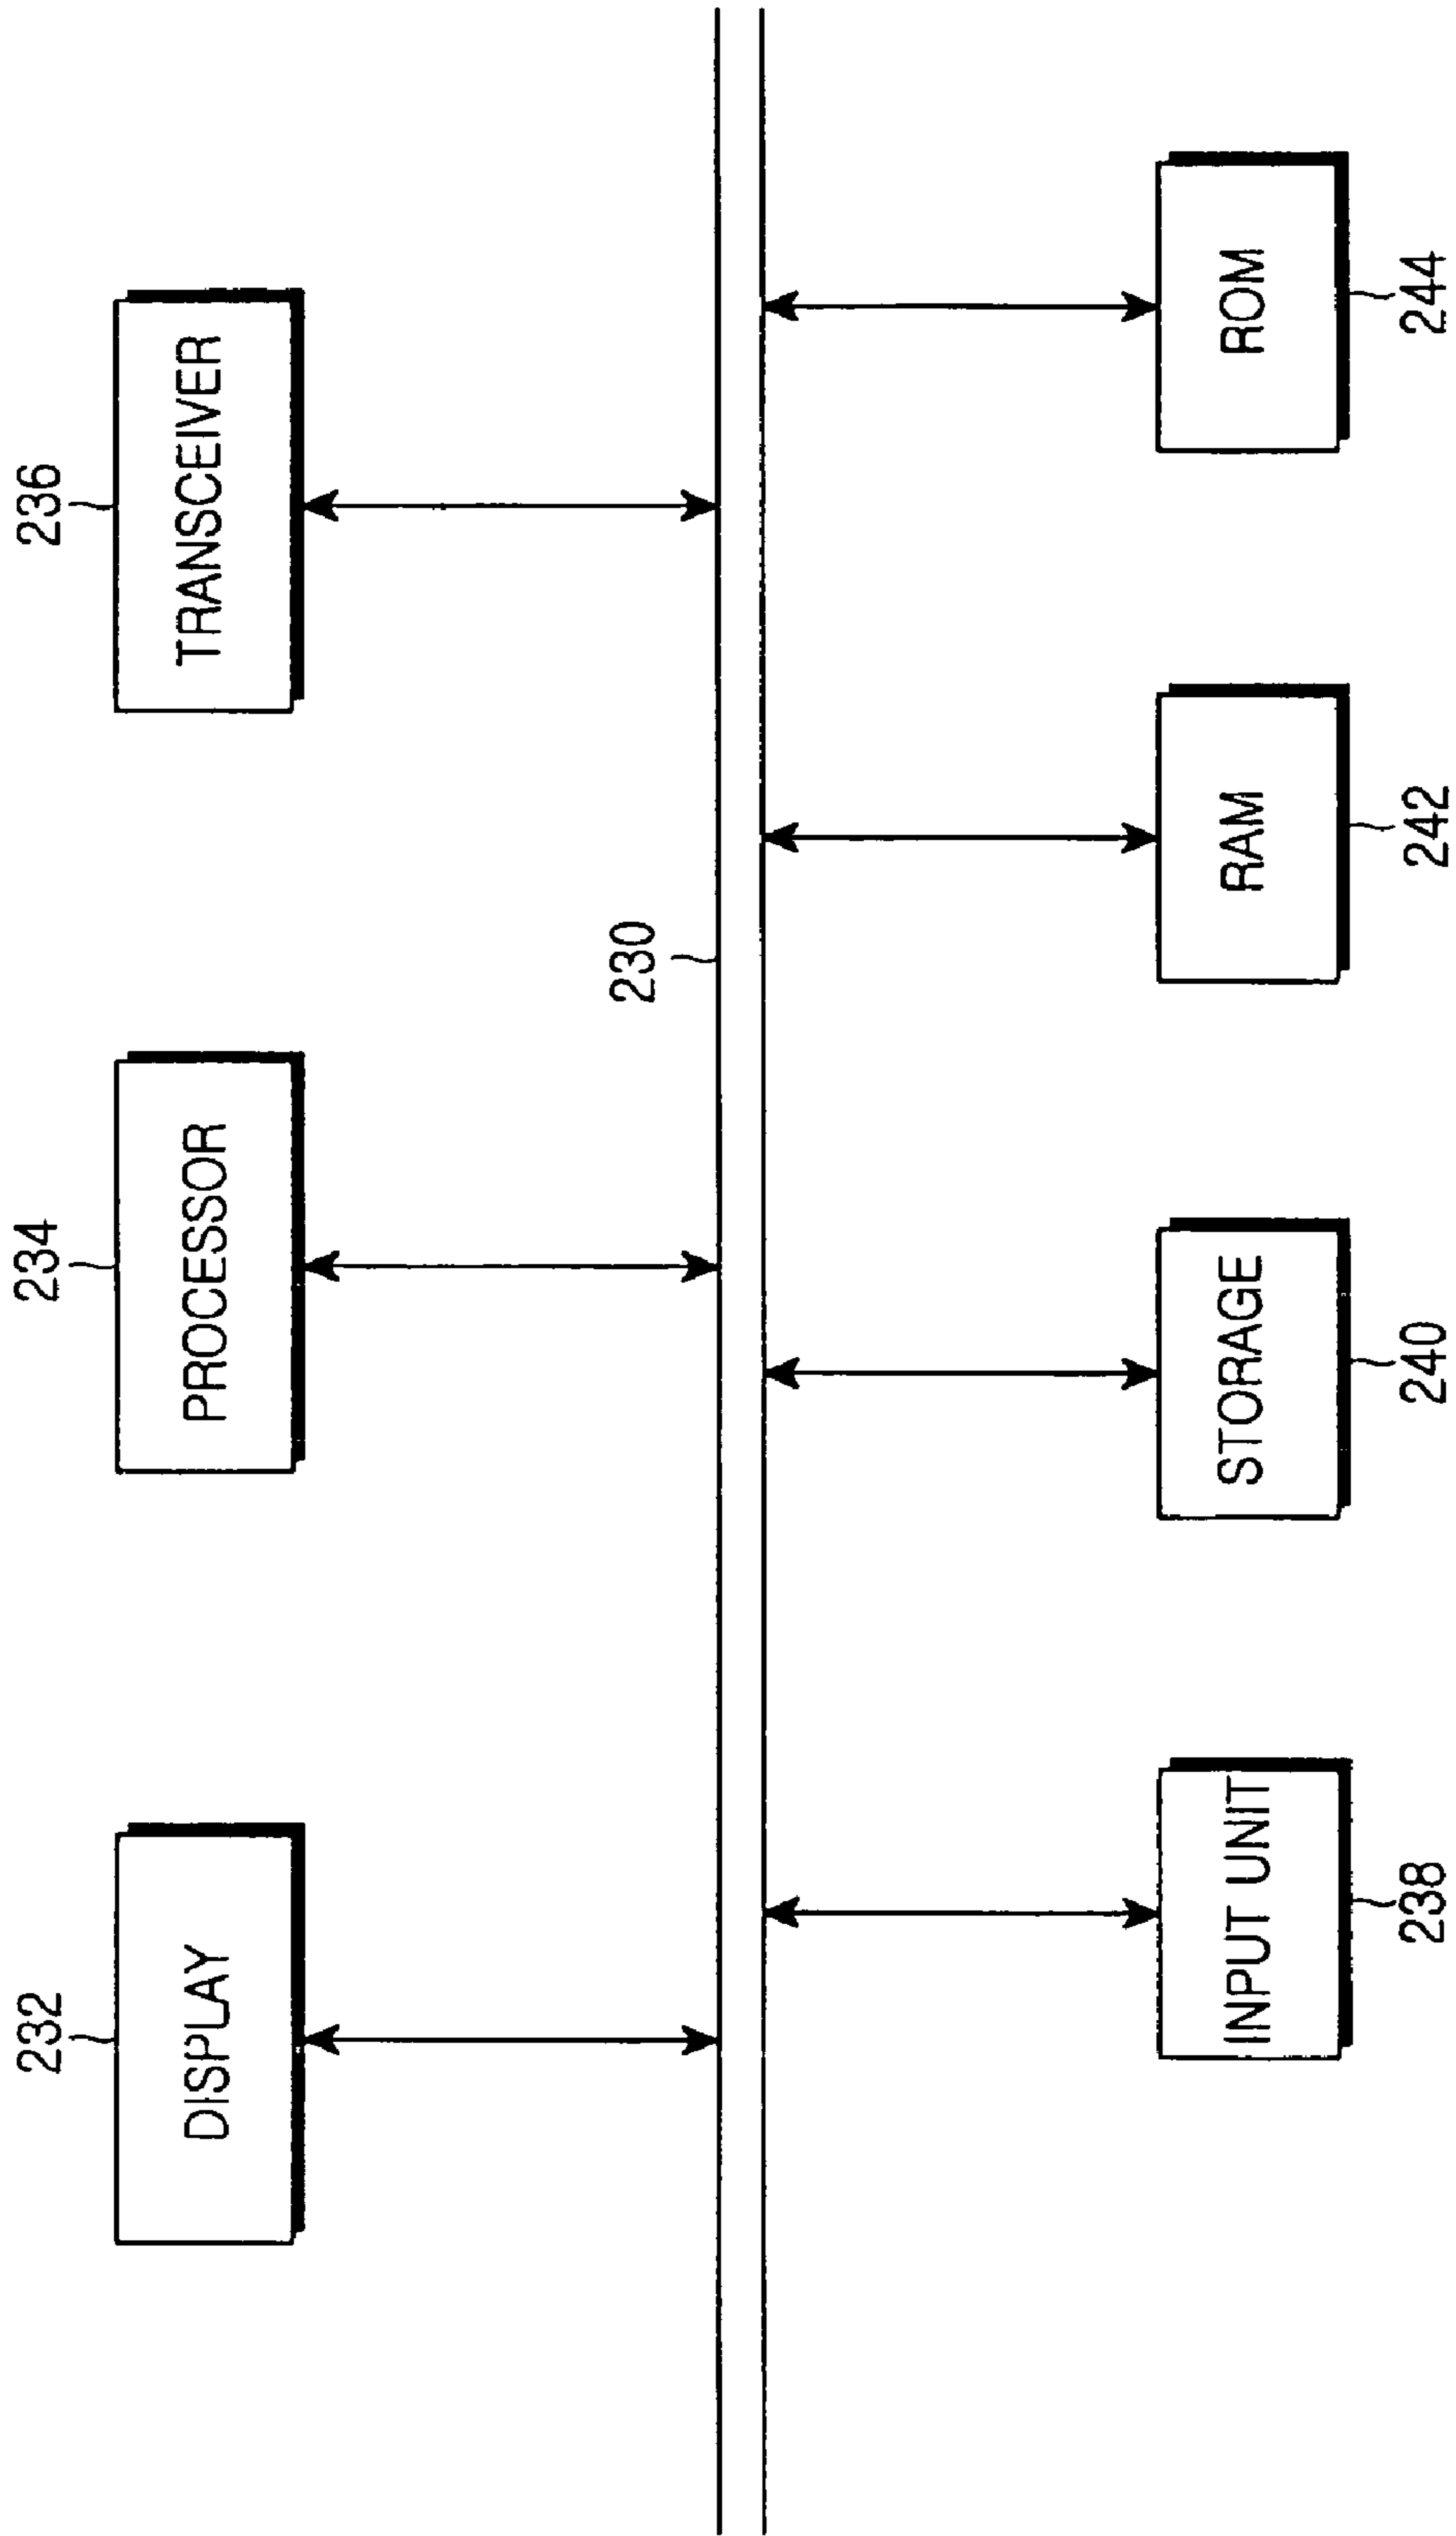 232
234
236
DISPLAY
PROCESSOR
TRANSCEIVER
230
INPUT UNIT
STORAGE
RAM
ROM
238
240
242
244